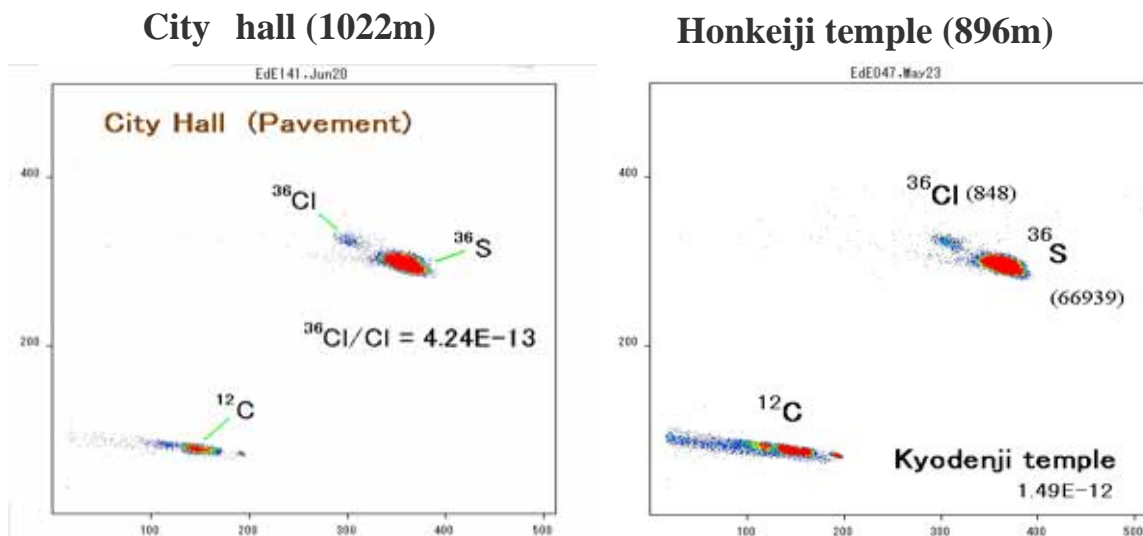 City hall (1022m)
Honkeiji temple (896m)
EdE141.Jun20
City Hall (Pavement)
400
³⁶Cl
³⁶S
³⁶Cl/Cl = 4.24E-13
200
¹²C
100 200 300 400 500
EdE047.May23
400
³⁶Cl (848)
³⁶S
(66939)
200
¹²C
Kyodenji temple
1.49E-12
100 200 300 400 500